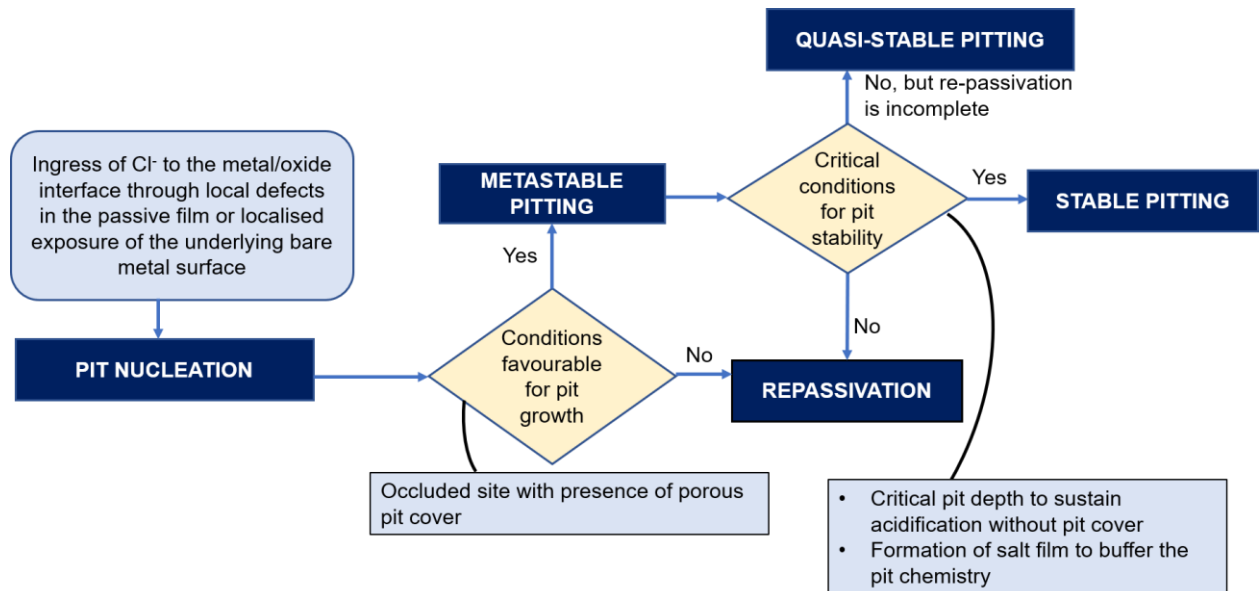 QUASI-STABLE PITTING
No, but re-passivation
is incomplete
Ingress of Cl⁻ to the metal/oxide
interface through local defects
in the passive film or localised
exposure of the underlying bare
metal surface
METASTABLE
PITTING
Critical
conditions
for pit
stability
Yes
STABLE PITTING
Yes
No
PIT NUCLEATION
Conditions
favourable
for pit
growth
No
REPASSIVATION
Occluded site with presence of porous
pit cover
• Critical pit depth to sustain
acidification without pit cover
• Formation of salt film to buffer the
pit chemistry